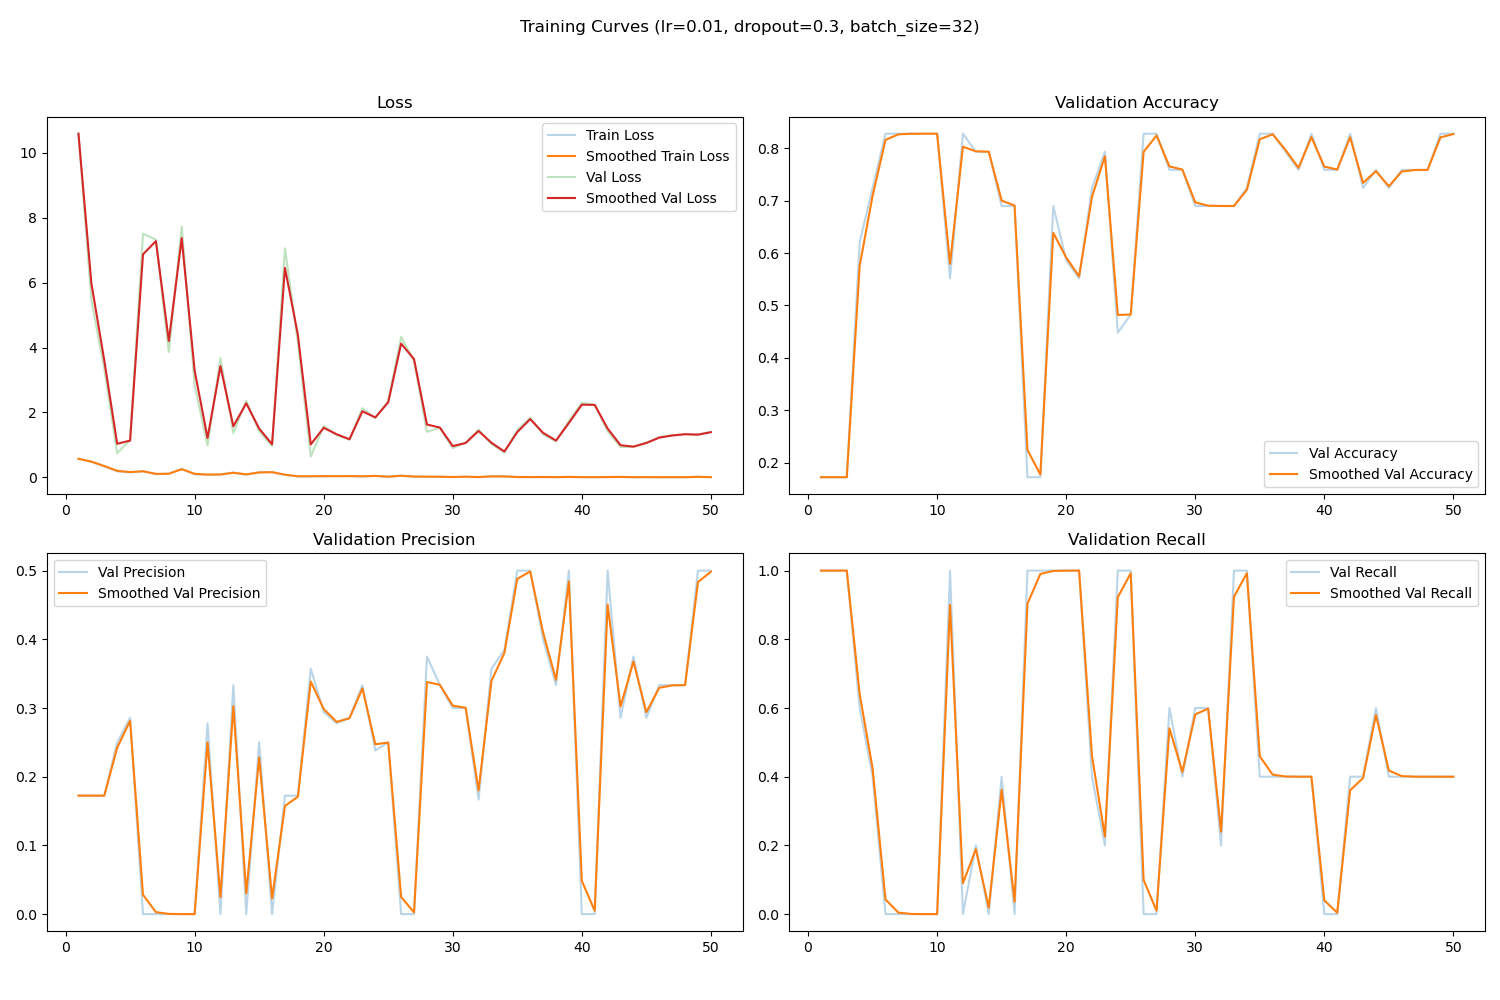 Training Curves (lr=0.01, dropout=0.3, batch_size=32)
Loss
Train Loss
Smoothed Train Loss
Val Loss
Smoothed Val Loss
10
8
6
4
2
0
0 10 20 30 40 50
Validation Accuracy
Val Accuracy
Smoothed Val Accuracy
0.8
0.7
0.6
0.5
0.4
0.3
0.2
0 10 20 30 40 50
Validation Precision
Val Precision
Smoothed Val Precision
0.5
0.4
0.3
0.2
0.1
0.0
0 10 20 30 40 50
Validation Recall
Val Recall
Smoothed Val Recall
1.0
0.8
0.6
0.4
0.2
0.0
0 10 20 30 40 50